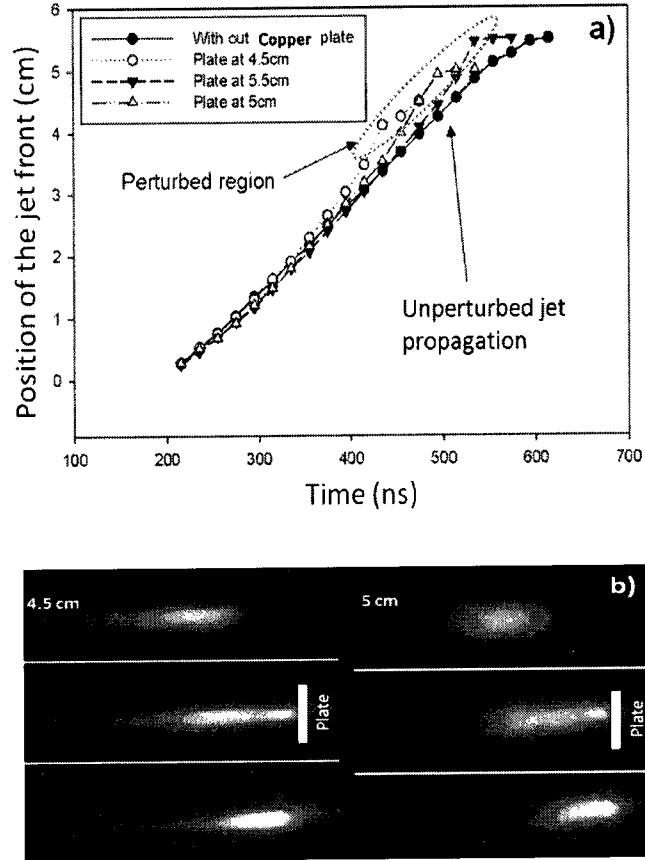 a)
With out Copper plate
Plate at 4.5cm
Plate at 5.5cm
Plate at 5cm
Position of the jet front (cm)
6
5
4
3
2
1
0
Perturbed region
Unperturbed jet
propagation
100
200
300
400
500
600
700
Time (ns)
b)
4.5 cm
5 cm
Plate
Plate